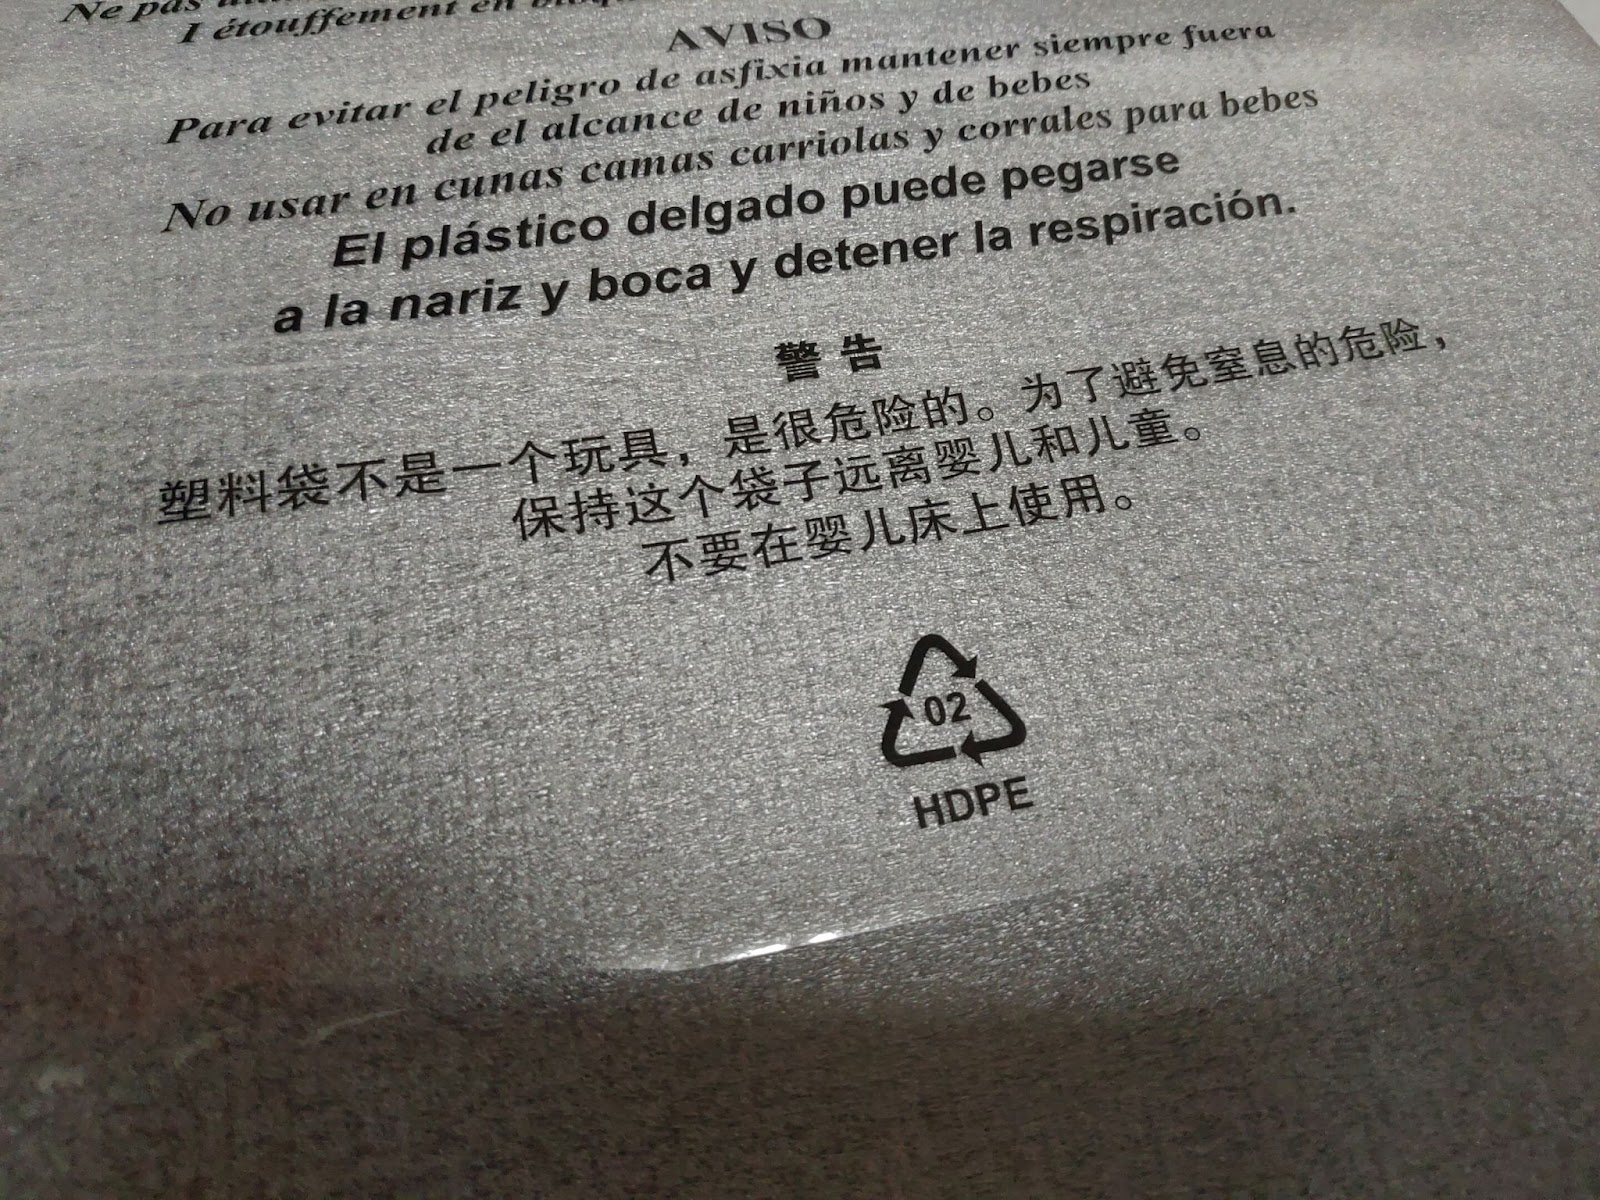 Ne pas
l étouffement en
AVISO
Para evitar el peligro de asfixia mantener siempre fuera
de el alcance de niños y de bebes
No usar en cunas camas carriolas y corrales para bebes
El plástico delgado puede pegarse
a la nariz y boca y detener la respiración.
警告
塑料袋不是一个玩具，是很危险的。为了避免窒息的危险，
保持这个袋子远离婴儿和儿童。
不要在婴儿床上使用。
02
HDPE